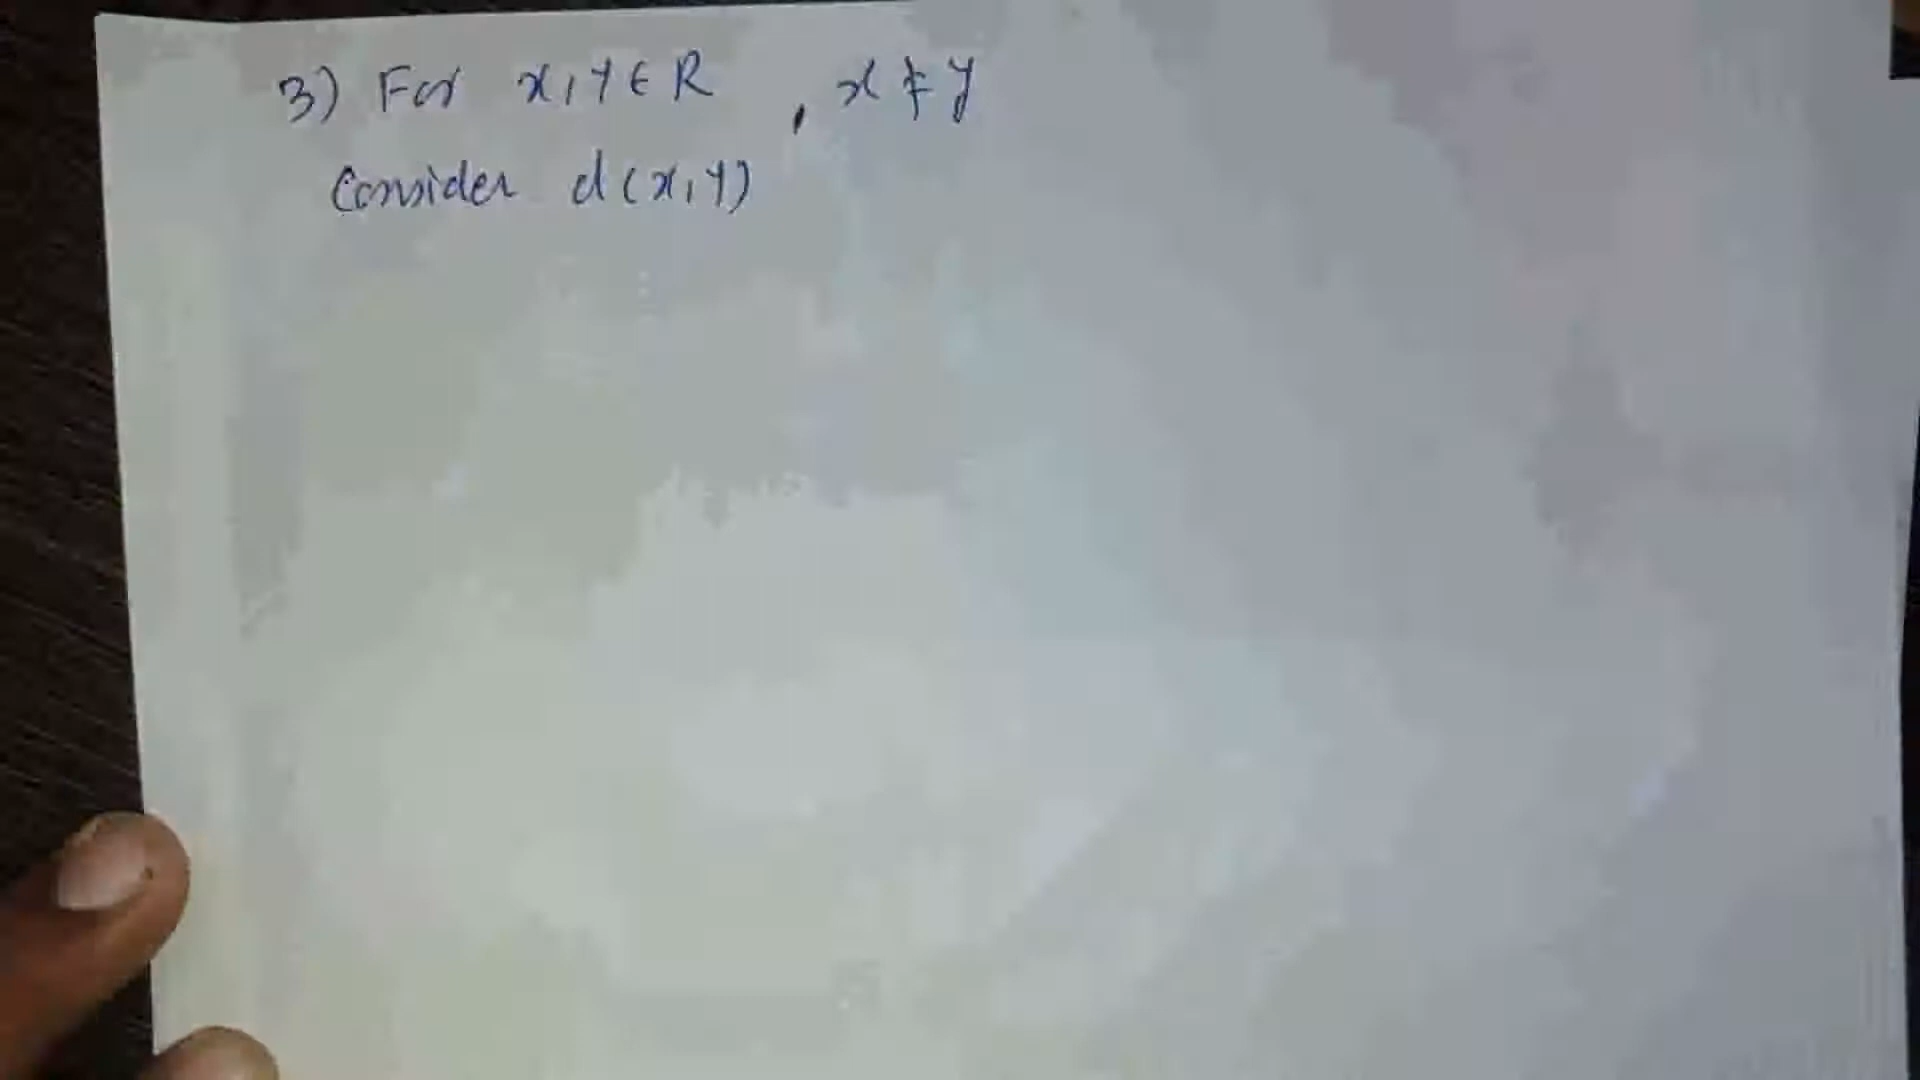 3) For x, y ∈ R , x ≠ y
Consider d(x, y)